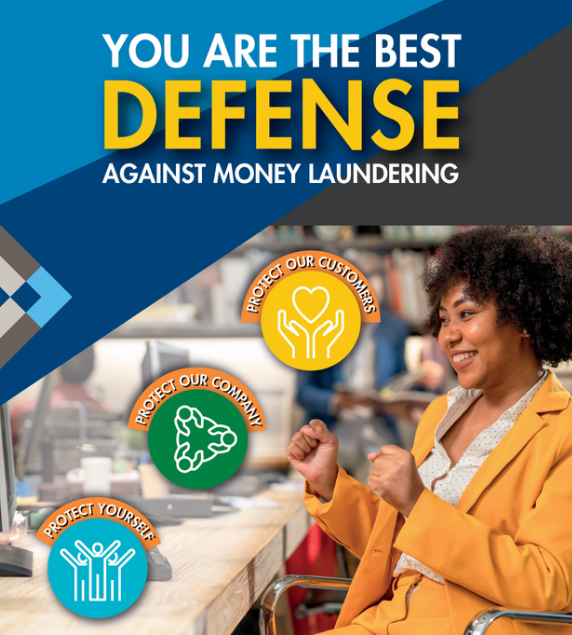 YOU ARE THE BEST
DEFENSE
AGAINST MONEY LAUNDERING
PROTECT OUR CUSTOMERS
PROTECT OUR COMPANY
PROTECT YOURSELF